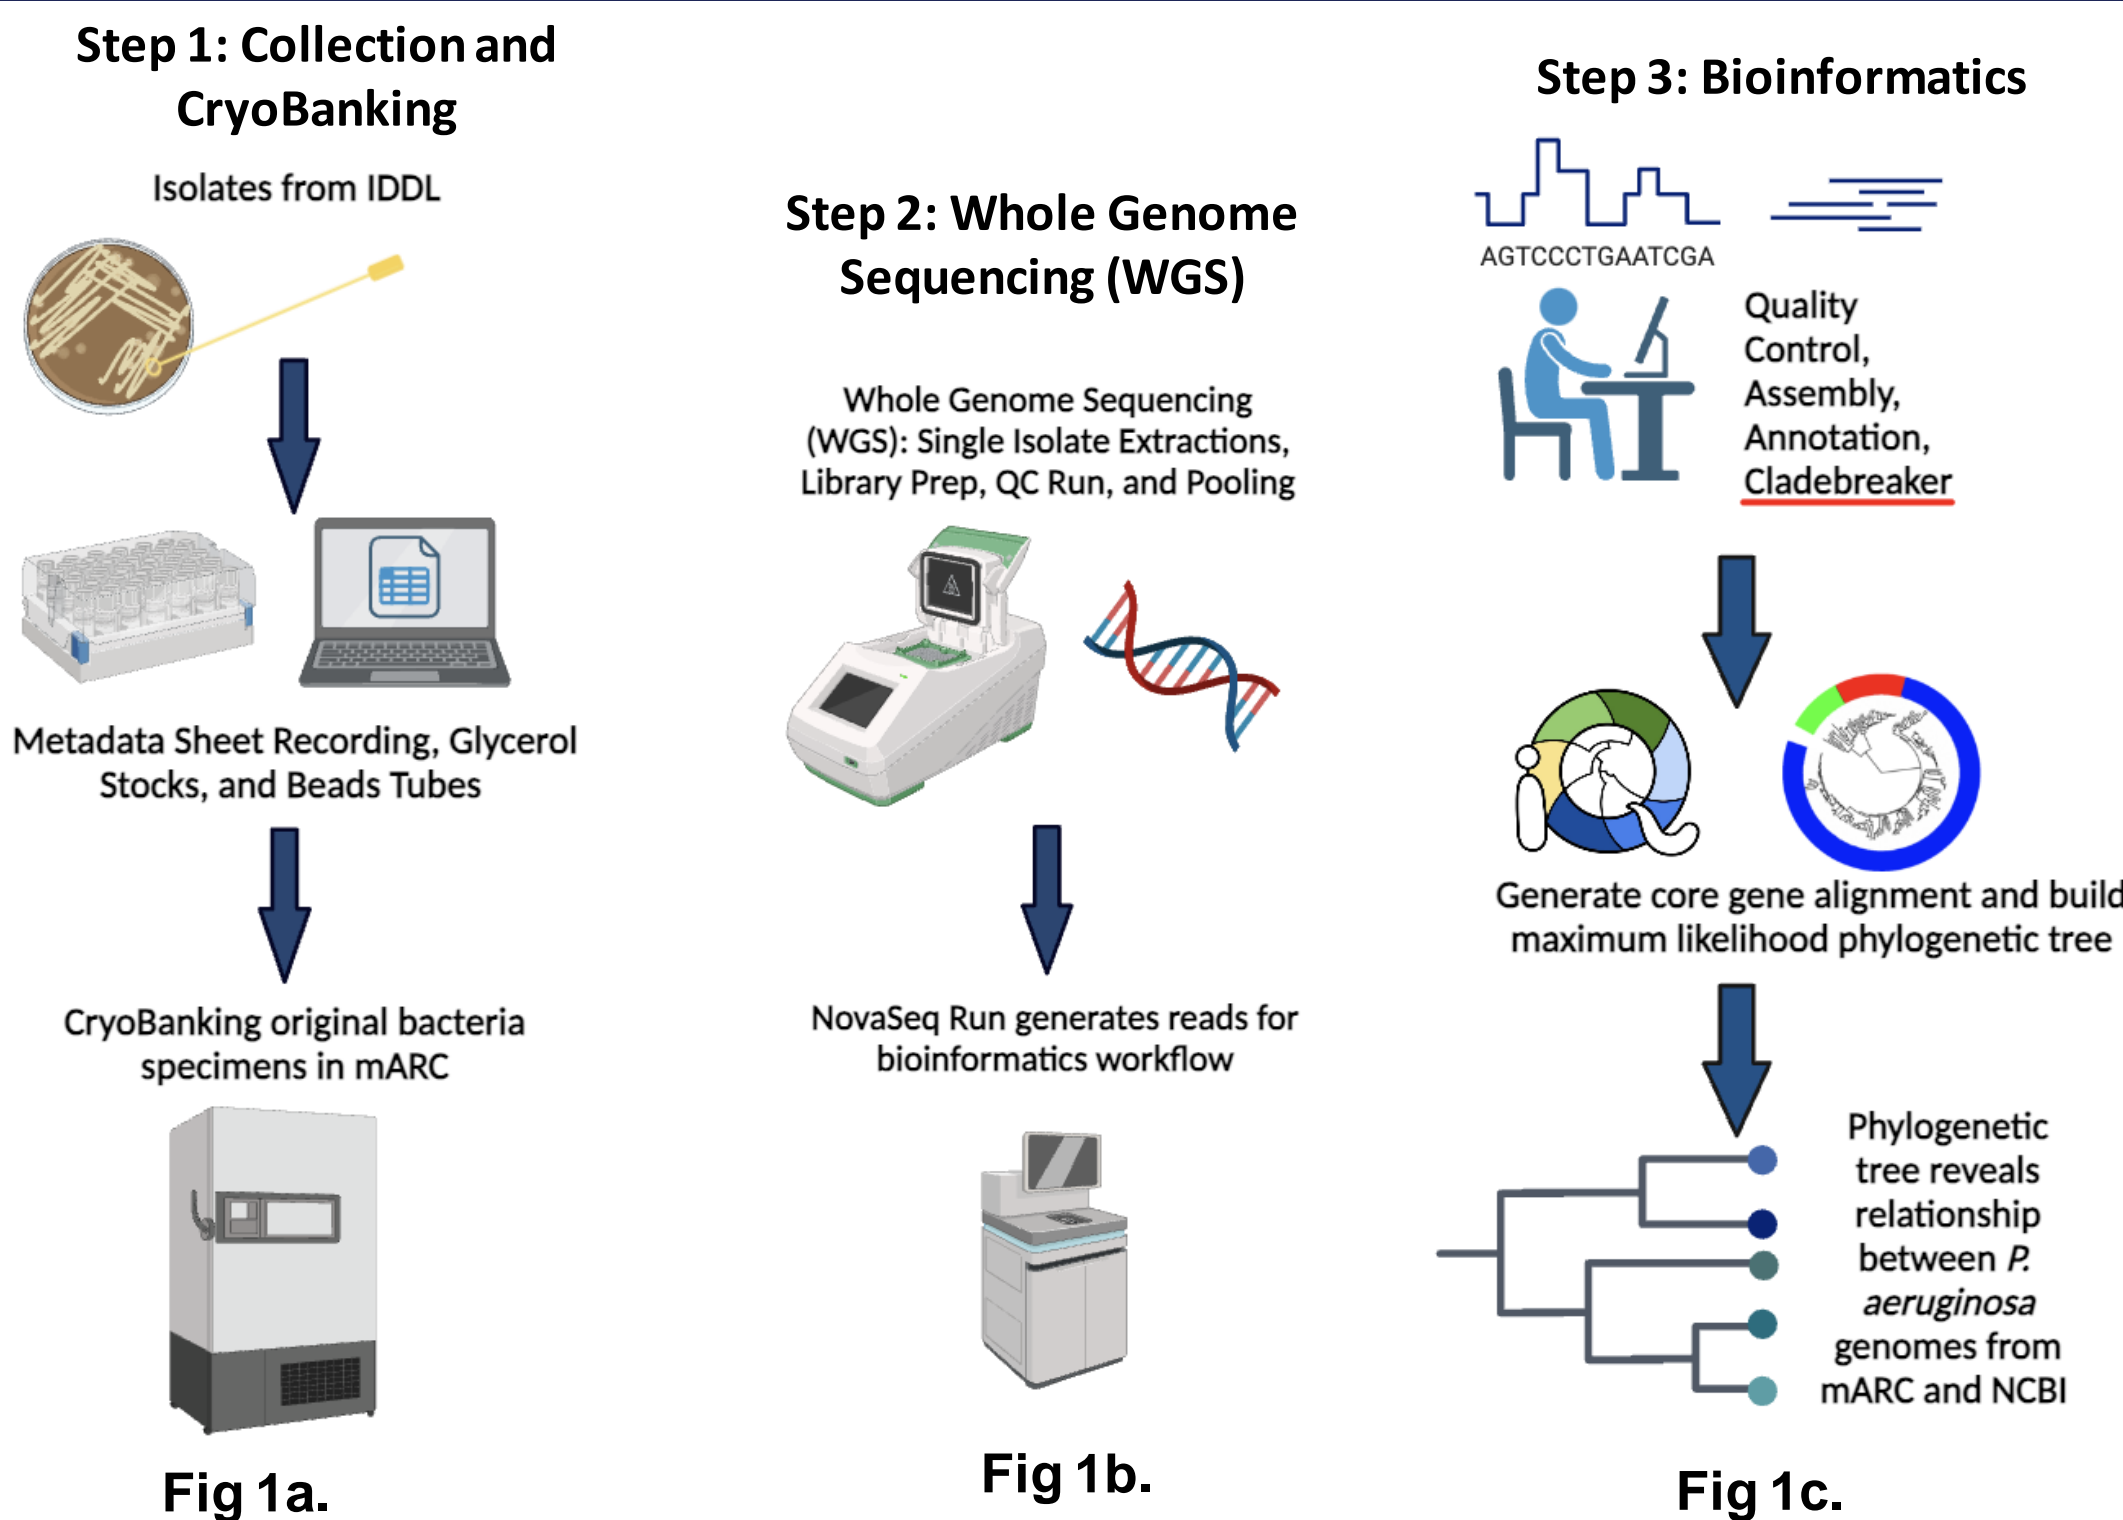 Step 1: Collection and
CryoBanking
Isolates from IDDL
Metadata Sheet Recording, Glycerol
Stocks, and Beads Tubes
CryoBanking original bacteria
specimens in mARC
Fig 1a.
Step 2: Whole Genome
Sequencing (WGS)
Whole Genome Sequencing
(WGS): Single Isolate Extractions,
Library Prep, QC Run, and Pooling
NovaSeq Run generates reads for
bioinformatics workflow
Fig 1b.
Step 3: Bioinformatics
AGTCCCTGAATCGA
Quality
Control,
Assembly,
Annotation,
Cladebreaker
Generate core gene alignment and build
maximum likelihood phylogenetic tree
Phylogenetic
tree reveals
relationship
between P.
aeruginosa
genomes from
mARC and NCBI
Fig 1c.